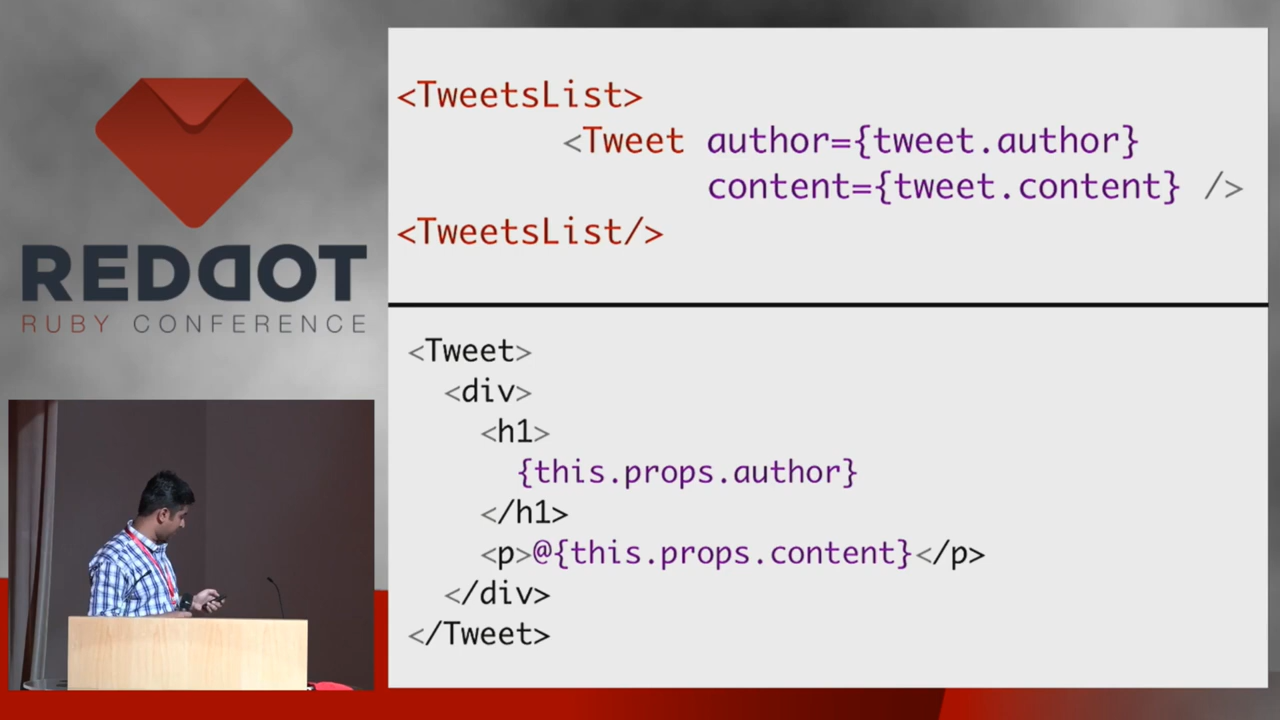 REDDOT
RUBY CONFERENCE
<TweetsList>
<Tweet author={tweet.author}
content={tweet.content} />
<TweetsList/>
<Tweet>
<div>
<h1>
{this.props.author}
</h1>
<p>@{this.props.content}</p>
</div>
</Tweet>